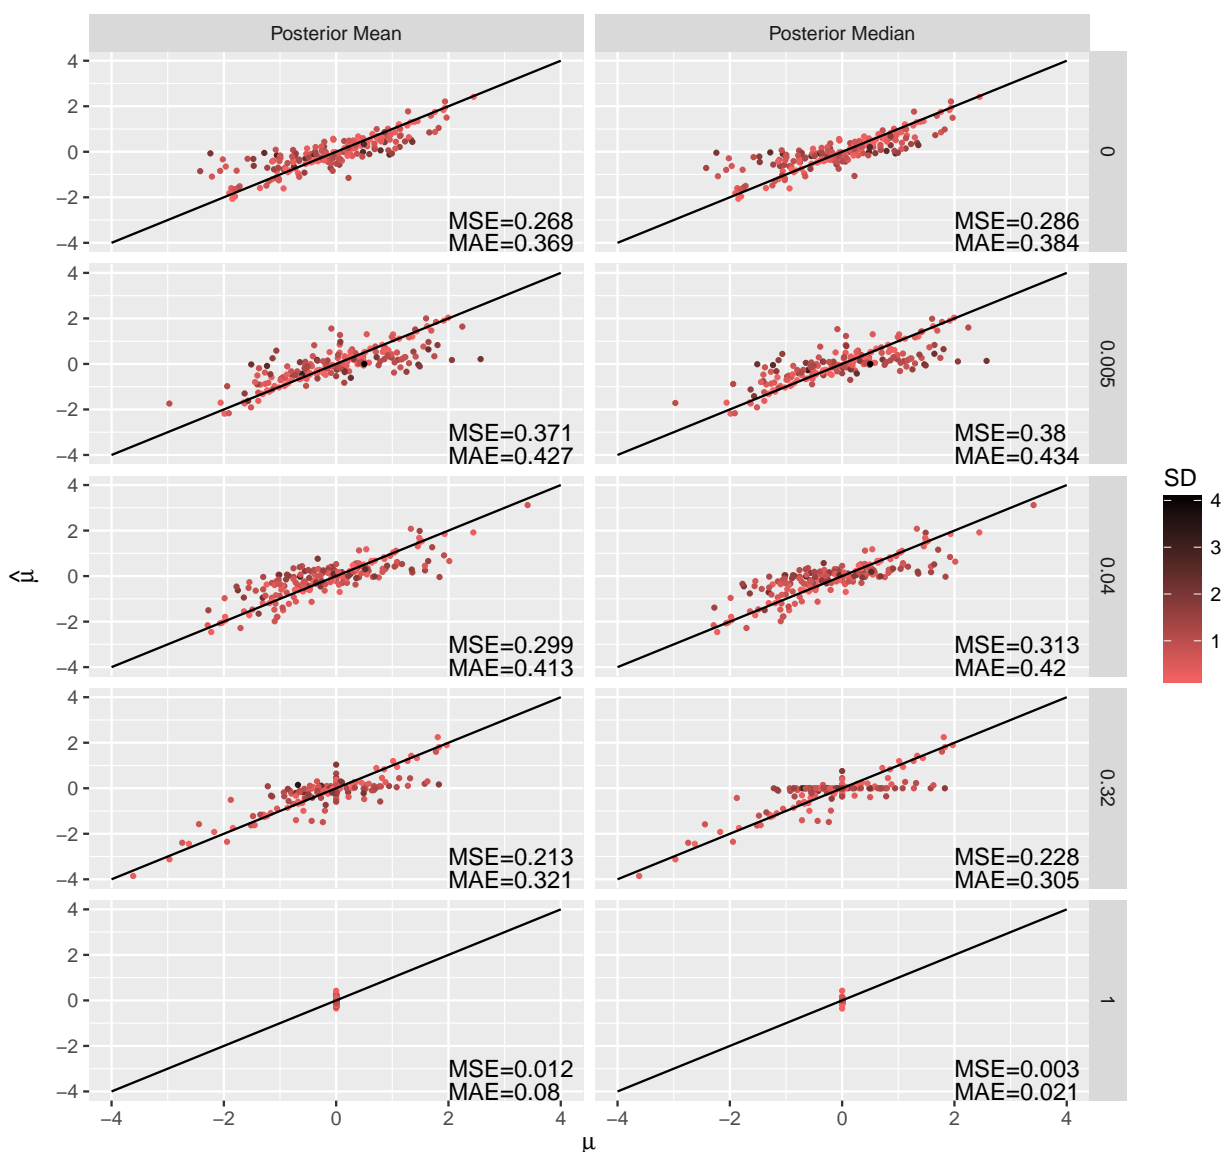 Posterior Mean
Posterior Median
4
2
0
−2
−4
MSE=0.268
MAE=0.369
MSE=0.286
MAE=0.384
0
4
2
0
−2
−4
MSE=0.371
MAE=0.427
MSE=0.38
MAE=0.434
0.005
4
2
0
−2
−4
MSE=0.299
MAE=0.413
MSE=0.313
MAE=0.42
0.04
4
2
0
−2
−4
MSE=0.213
MAE=0.321
MSE=0.228
MAE=0.305
0.32
4
2
0
−2
−4
MSE=0.012
MAE=0.08
MSE=0.003
MAE=0.021
1
−4 −2 0 2 4
−4 −2 0 2 4
μ
μ̂
SD
4
3
2
1